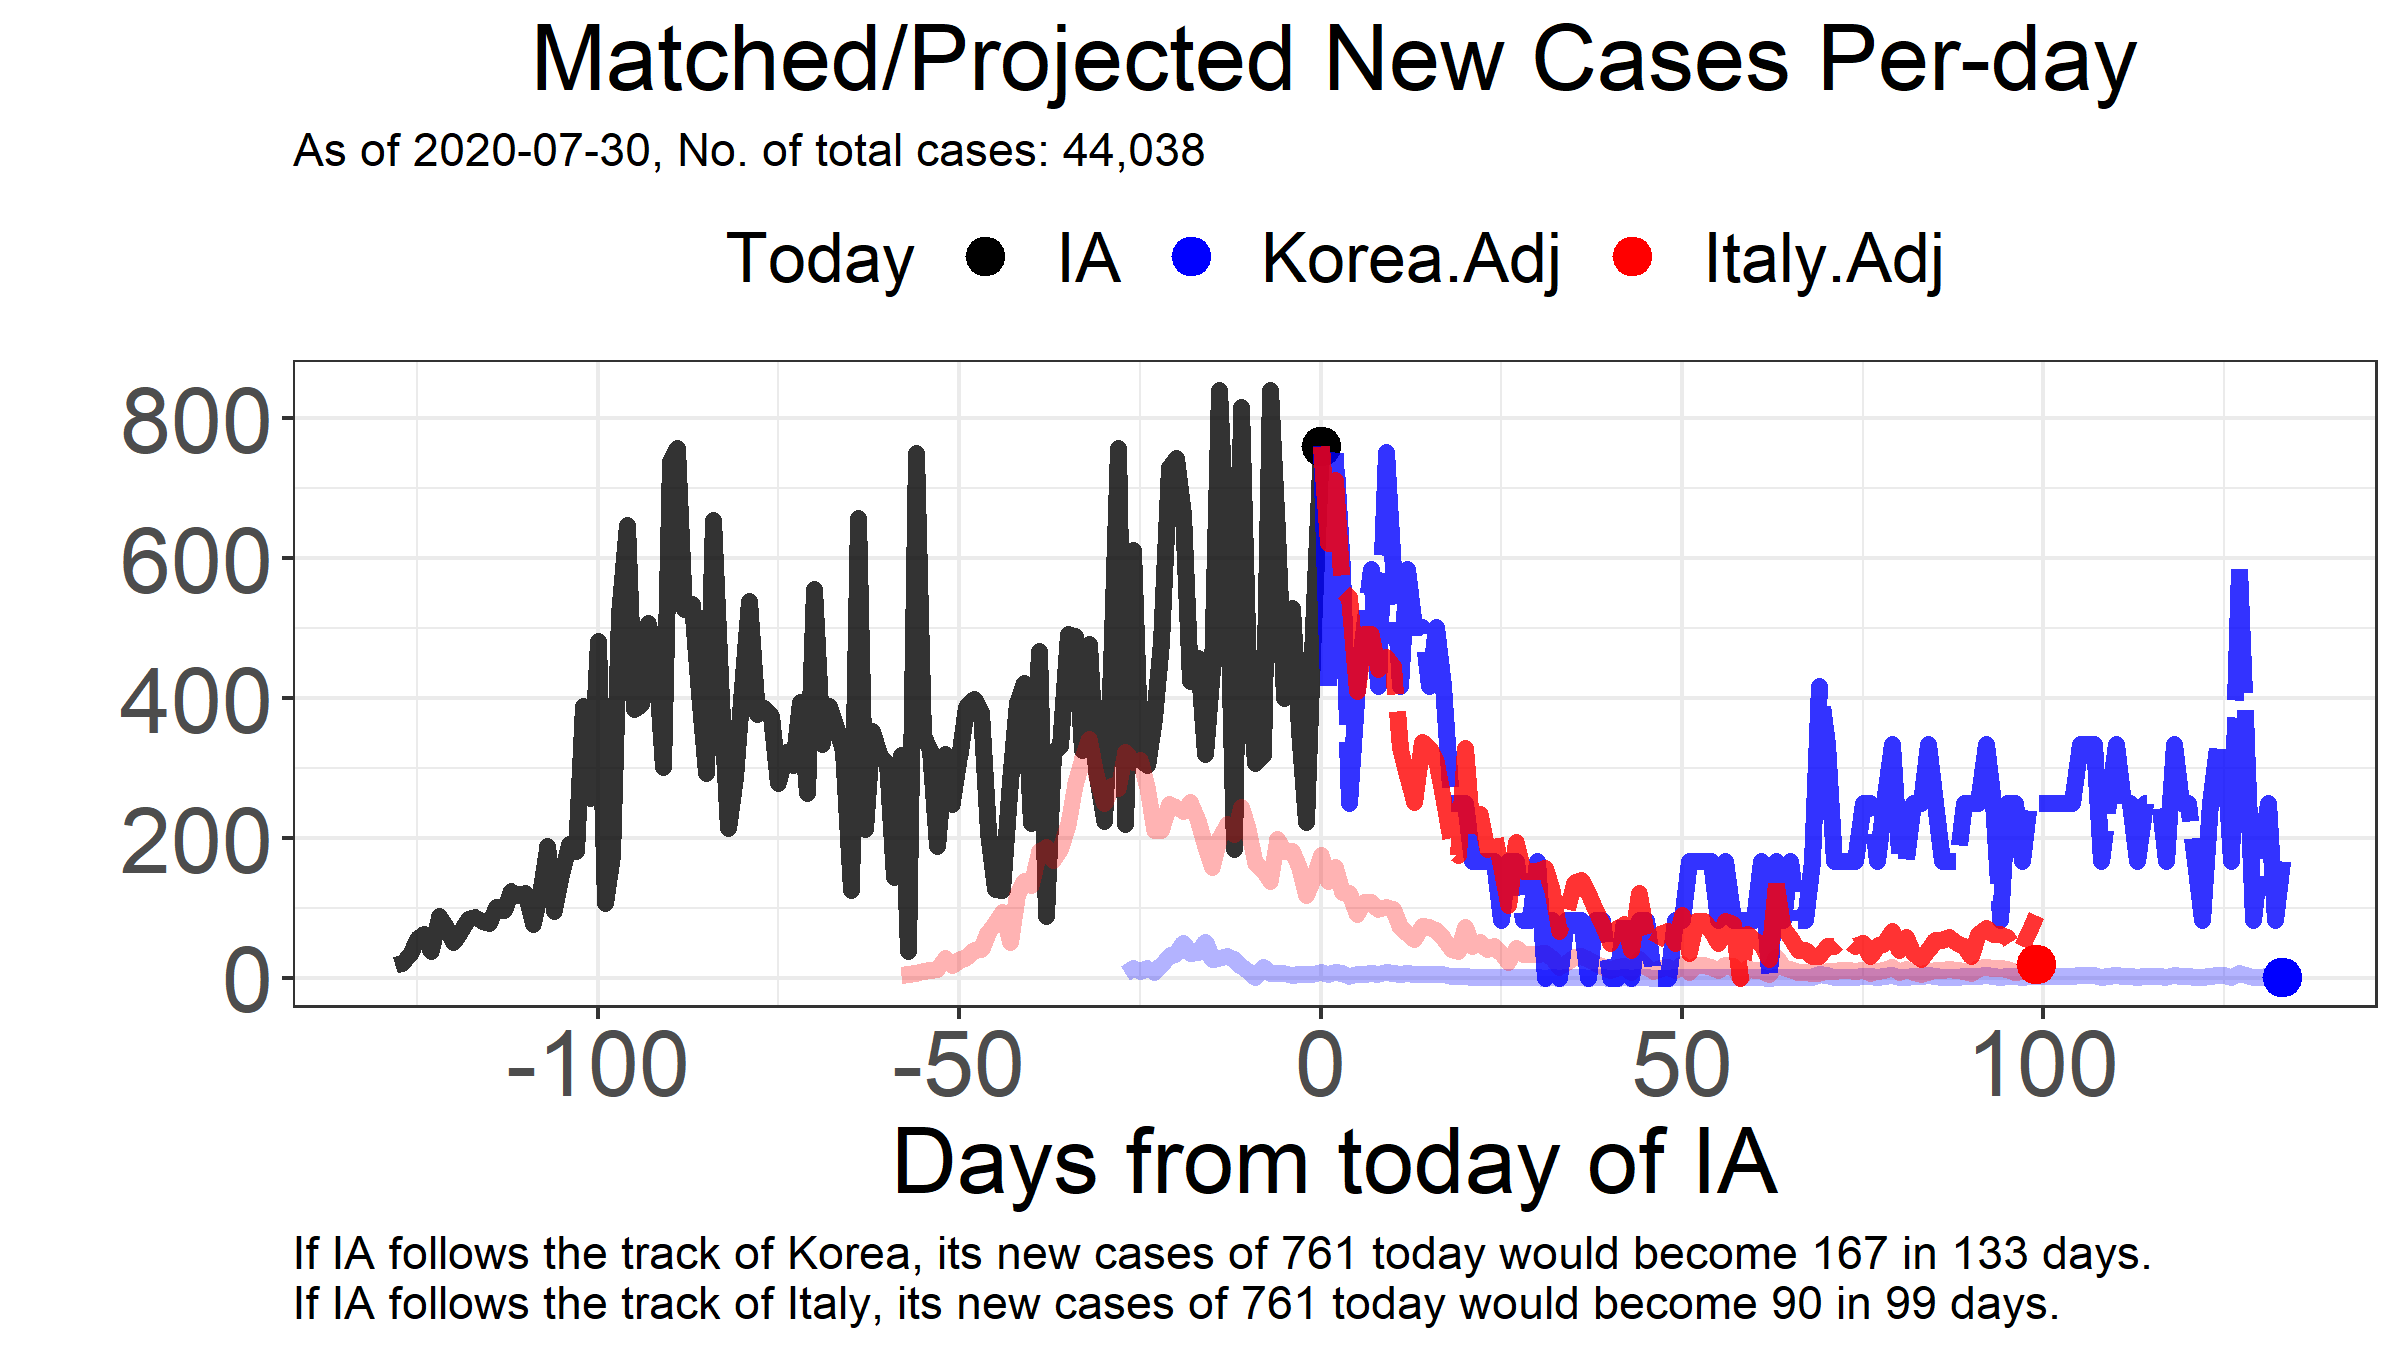 Matched/Projected New Cases Per-day
As of 2020-07-30, No. of total cases: 44,038
Today IA Korea.Adj Italy.Adj
800
600
400
200
0
-100 -50 0 50 100
Days from today of IA
If IA follows the track of Korea, its new cases of 761 today would become 167 in 133 days.
If IA follows the track of Italy, its new cases of 761 today would become 90 in 99 days.